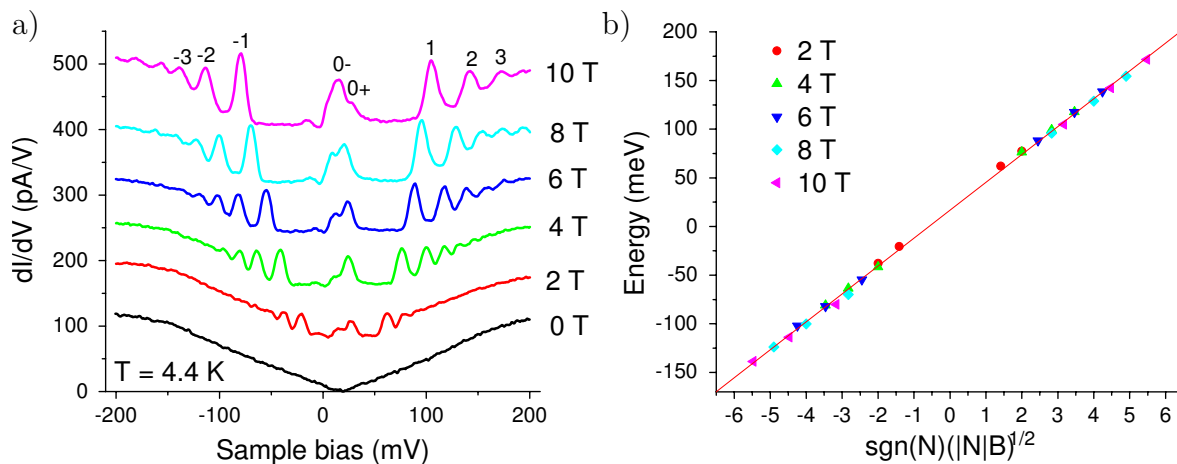 a)
dI/dV (pA/V)
500
400
300
200
100
0
-3 -2 -1 0- 0+ 1 2 3
10 T
8 T
6 T
4 T
2 T
0 T
T = 4.4 K
-200 -100 0 100 200
Sample bias (mV)
b)
Energy (meV)
150
100
50
0
-50
-100
-150
2 T
4 T
6 T
8 T
10 T
-6 -5 -4 -3 -2 -1 0 1 2 3 4 5 6
sgn(N)(|N|B)^1/2